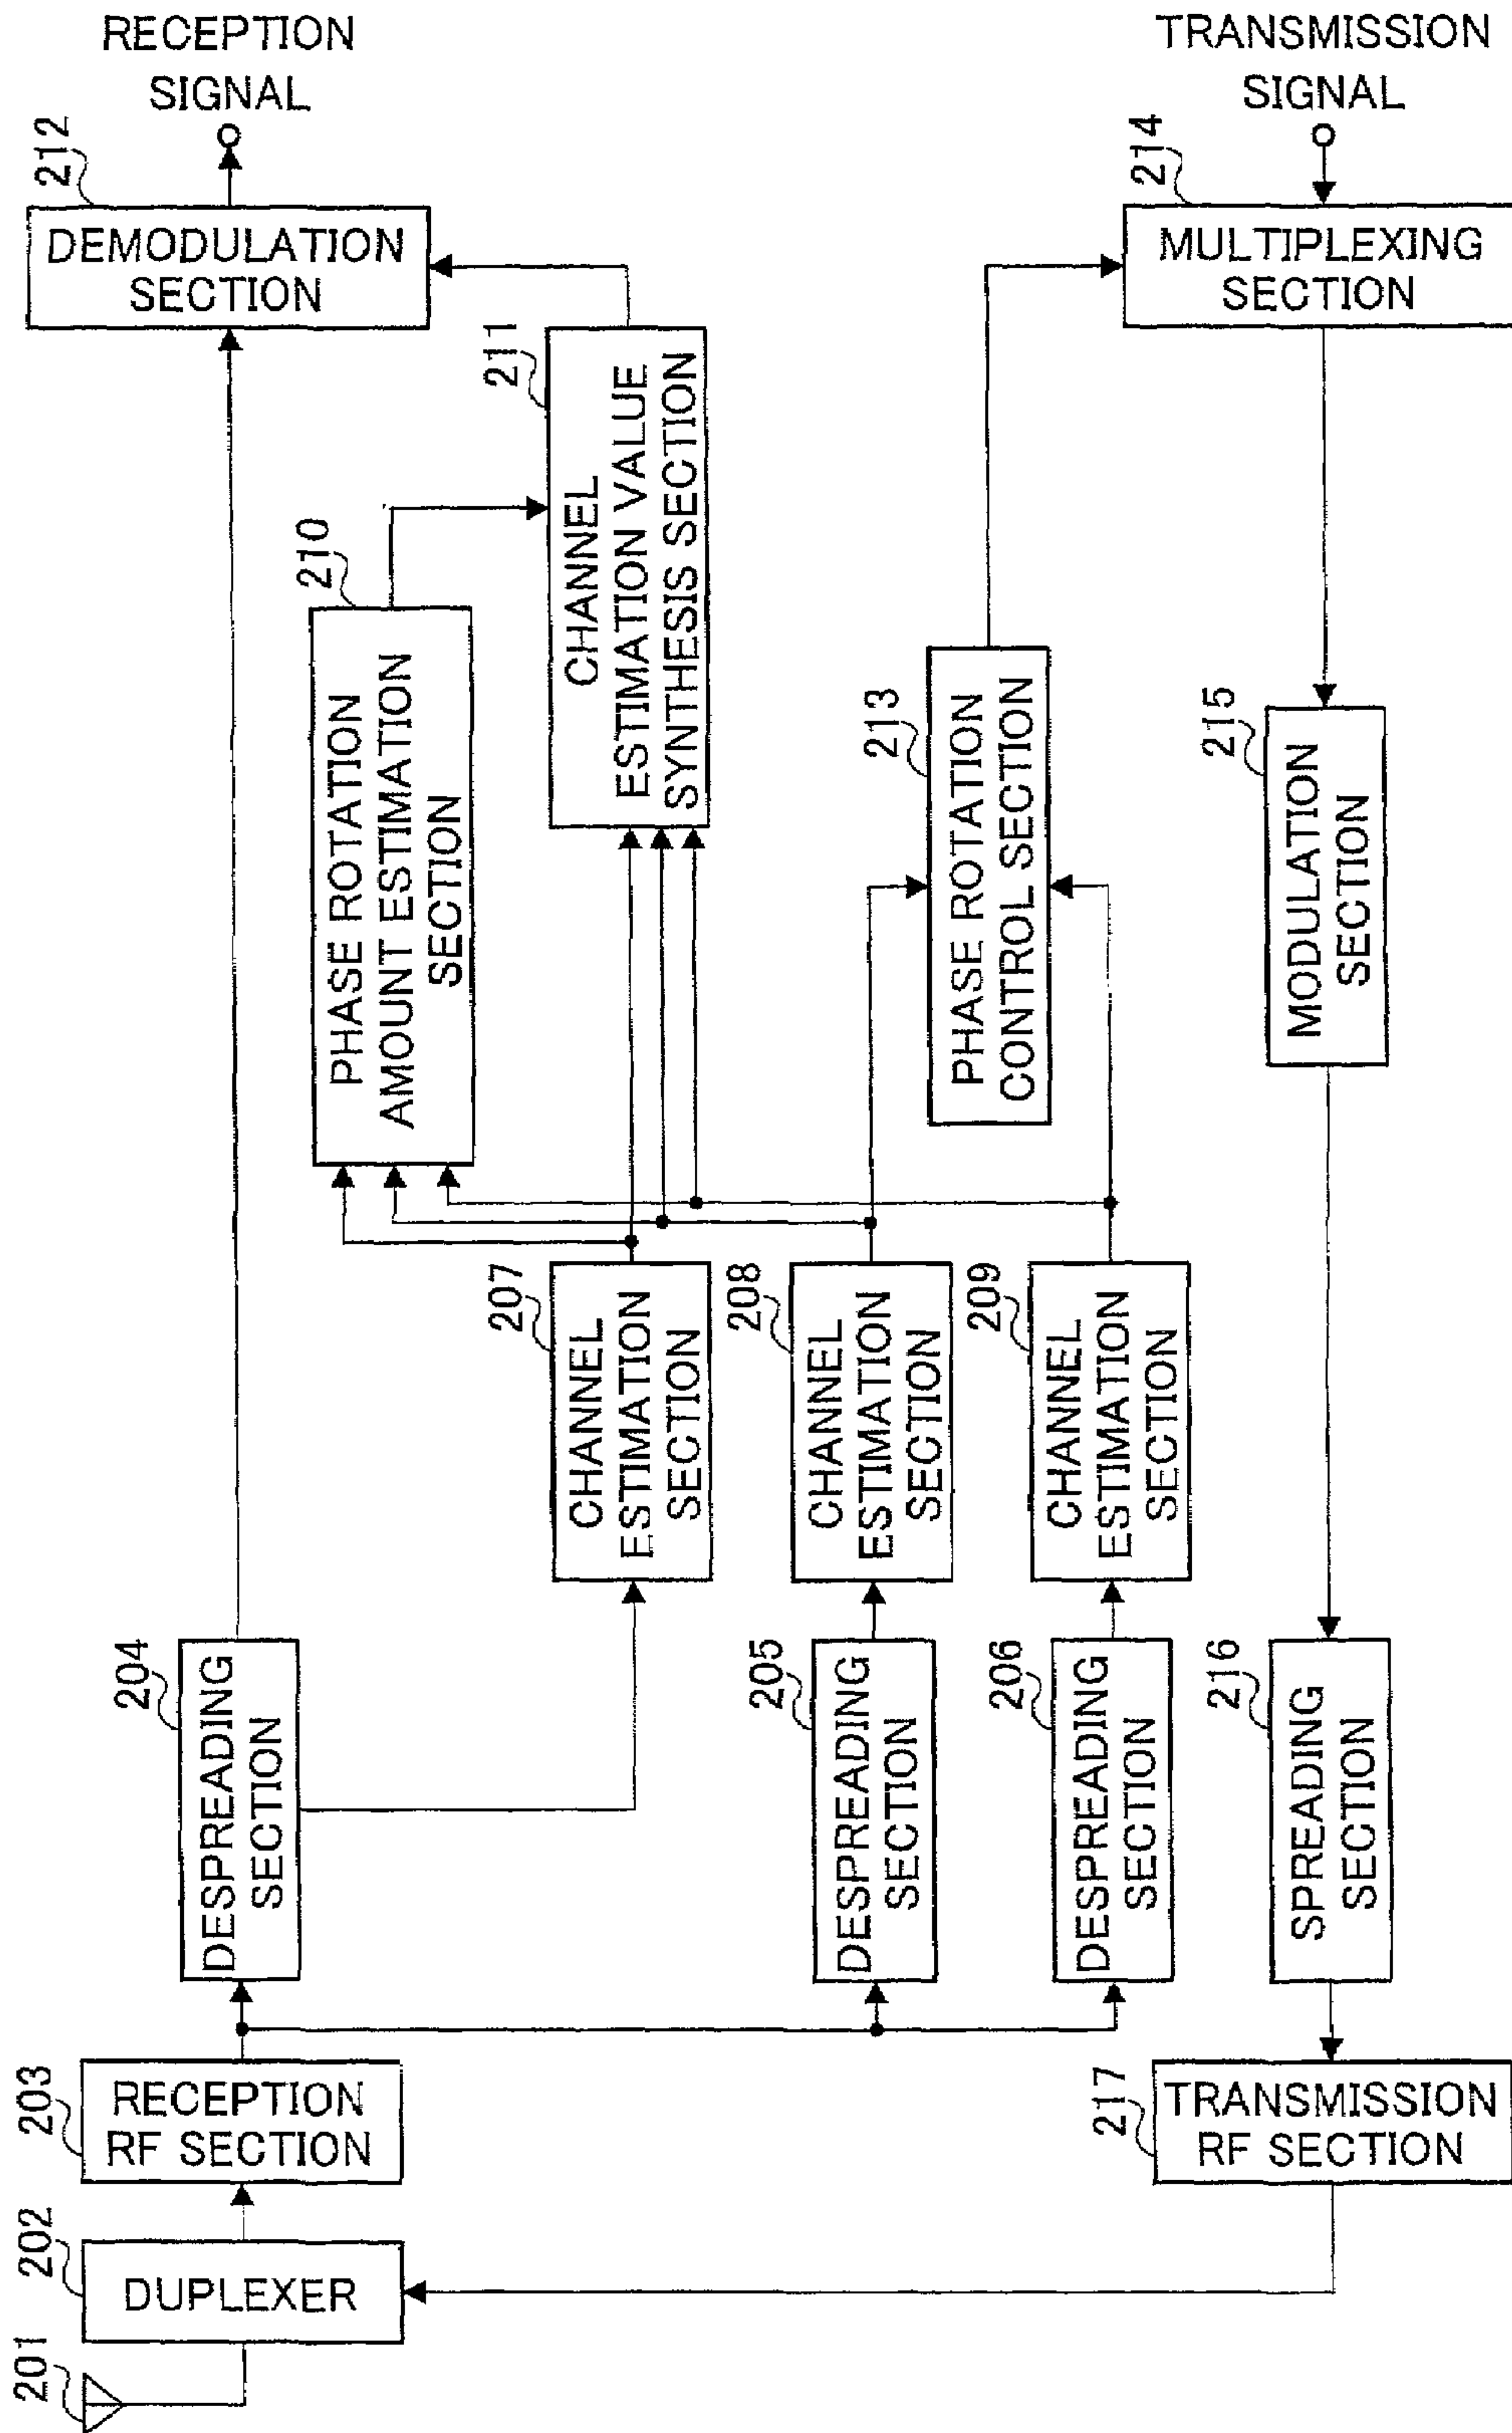 RECEPTION
SIGNAL
TRANSMISSION
SIGNAL
212
DEMODULATION
SECTION
214
MULTIPLEXING
SECTION
211
CHANNEL
ESTIMATION VALUE
SYNTHESIS SECTION
210
PHASE ROTATION
AMOUNT ESTIMATION
SECTION
213
PHASE ROTATION
CONTROL SECTION
215
MODULATION
SECTION
207
CHANNEL
ESTIMATION
SECTION
208
CHANNEL
ESTIMATION
SECTION
209
CHANNEL
ESTIMATION
SECTION
204
DESPREADING
SECTION
205
DESPREADING
SECTION
206
DESPREADING
SECTION
216
SPREADING
SECTION
203
RECEPTION
RF SECTION
217
TRANSMISSION
RF SECTION
202
DUPLEXER
201